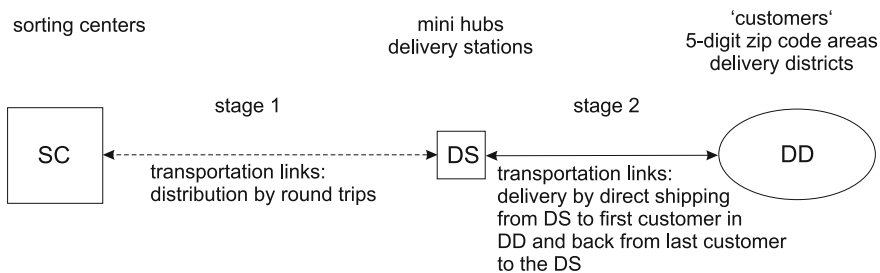 sorting centers
mini hubs
delivery stations
‘customers‘
5-digit zip code areas
delivery districts
stage 1
stage 2
SC
DS
DD
transportation links:
distribution by round trips
transportation links:
delivery by direct shipping
from DS to first customer in
DD and back from last customer
to the DS